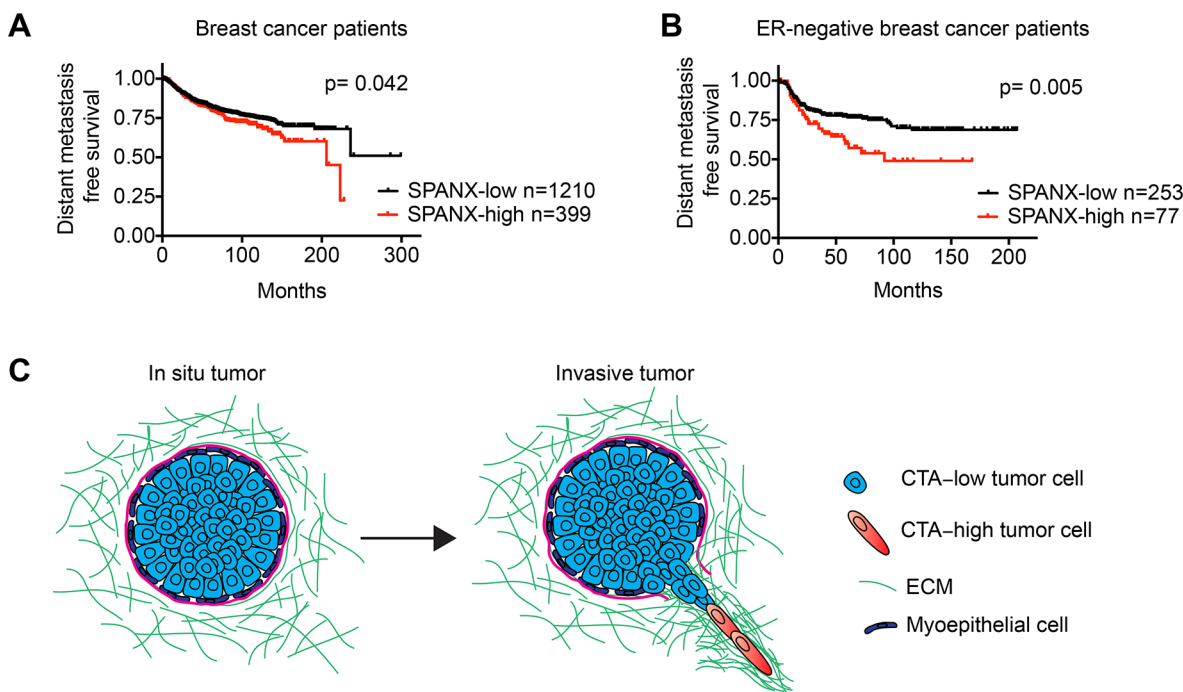 A
Breast cancer patients
Distant metastasis
free survival
1.00
0.75
0.50
0.25
0.00
p= 0.042
SPANX-low n=1210
SPANX-high n=399
0 100 200 300
Months
B
ER-negative breast cancer patients
Distant metastasis
free survival
1.00
0.75
0.50
0.25
0.00
p= 0.005
SPANX-low n=253
SPANX-high n=77
0 50 100 150 200
Months
C
In situ tumor
Invasive tumor
CTA–low tumor cell
CTA–high tumor cell
ECM
Myoepithelial cell